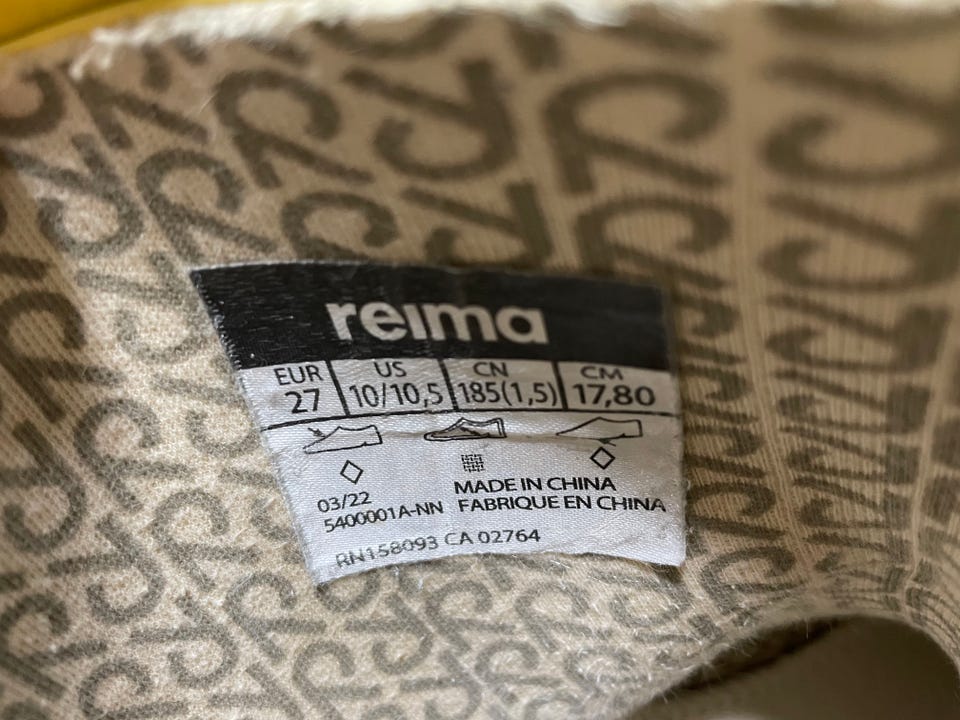 reima
EUR US CN CM
27 10/10,5 185(1,5) 17,80
03/22 MADE IN CHINA
5400001A-NN FABRIQUE EN CHINA
RN158093 CA 02764